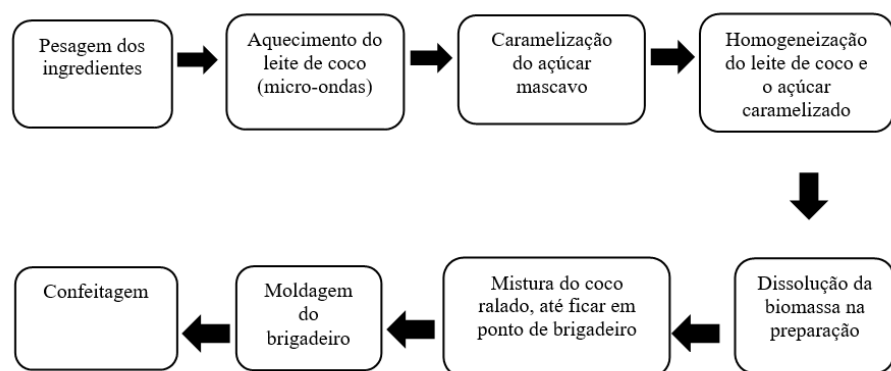 Pesagem dos
ingredientes
Aquecimento do
leite de coco
(micro-ondas)
Caramelização
do açúcar
mascavo
Homogeneização
do leite de coco e
o açúcar
caramelizado
Dissolução da
biomassa na
preparação
Mistura do coco
ralado, até ficar em
ponto de brigadeiro
Moldagem
do
brigadeiro
Confeitagem